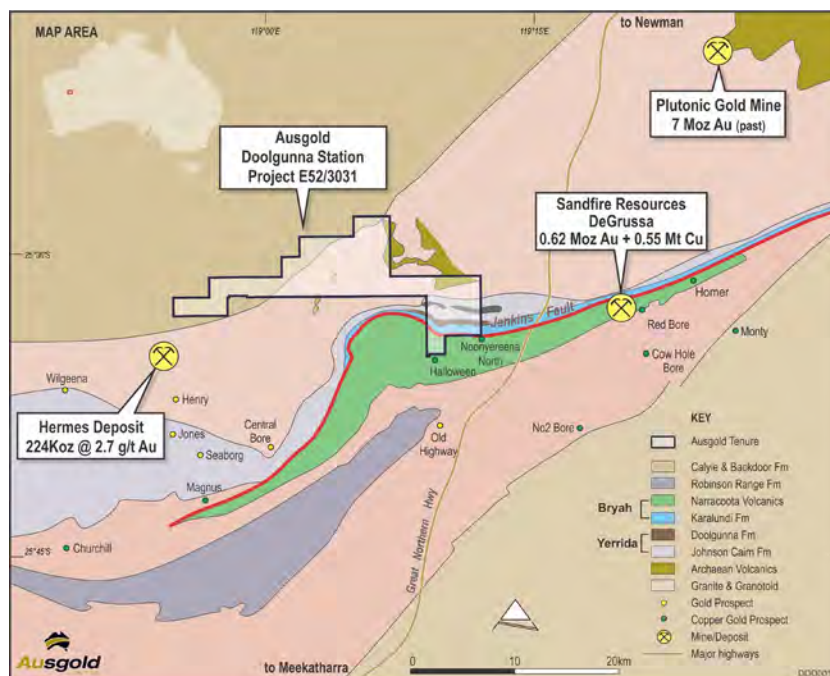 MAP AREA
119°00'E
119°15'E
to Newman
Plutonic Gold Mine
7 Moz Au (past)
Ausgold
Doolgunna Station
Project E52/3031
Sandfire Resources
DeGrussa
0.62 Moz Au + 0.55 Mt Cu
25°30'S
Jenkins Fault
Homer
Red Bore
Monty
Noonyereena
North
Cow Hole
Bore
Halloween
Wilgeena
Henry
Hermes Deposit
224Koz @ 2.7 g/t Au
Jones
Seaborg
Central
Bore
Old
Highway
No2 Bore
Magnus
Churchill
25°45'S
Great Northern Hwy
KEY
Ausgold Tenure
Calyie & Backdoor Fm
Robinson Range Fm
Bryah
Narracoota Volcanics
Karalundi Fm
Yerrida
Doolgunna Fm
Johnson Cairn Fm
Archaean Volcanics
Granite & Granotoid
Gold Prospect
Copper Gold Prospect
Mine/Deposit
Major highways
Ausgold
to Meekatharra
0
10
20km